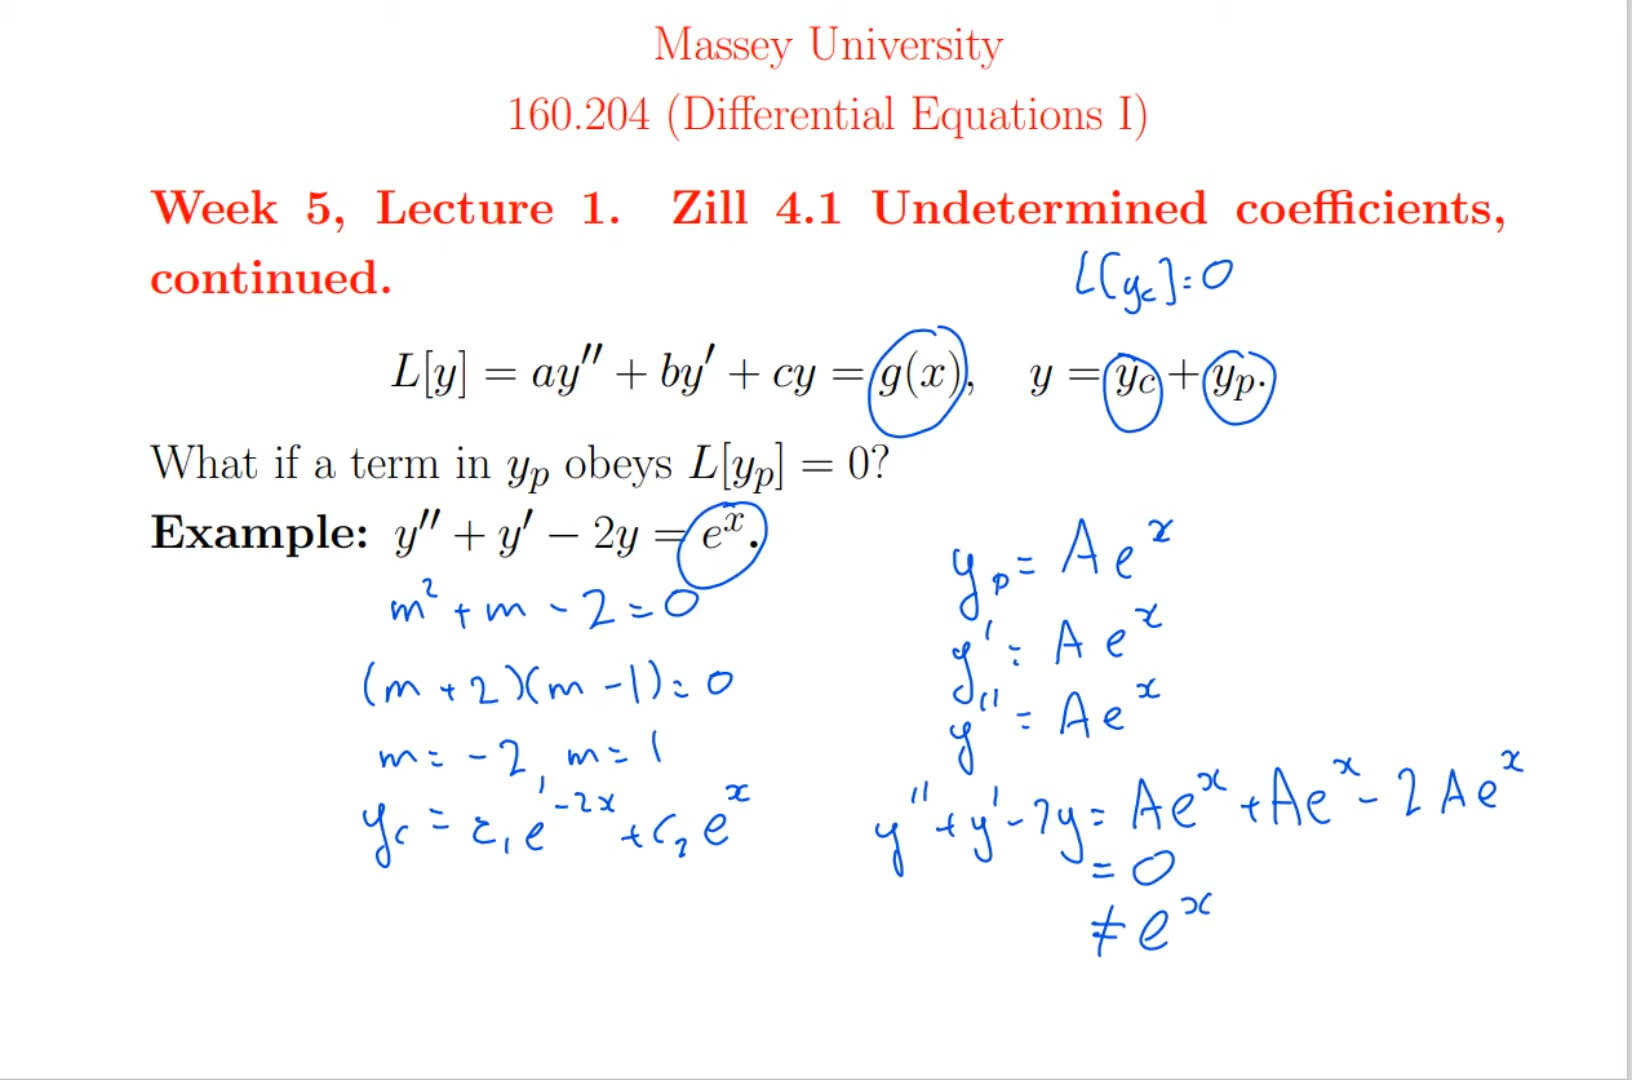 Massey University
160.204 (Differential Equations I)
Week 5, Lecture 1. Zill 4.1 Undetermined coefficients,
continued.
L[y_c] = 0
L[y] = ay″ + by′ + cy = g(x), y = y_c + y_p.
What if a term in y_p obeys L[y_p] = 0?
Example: y″ + y′ − 2y = e^x.
m² + m - 2 = 0
(m + 2)(m - 1) = 0
m = -2, m = 1
y_c = c₁e^{-2x} + c₂e^x
y_p = Ae^x
y' = Ae^x
y'' = Ae^x
y'' + y' - 2y = Ae^x + Ae^x - 2Ae^x
= 0
≠ e^x